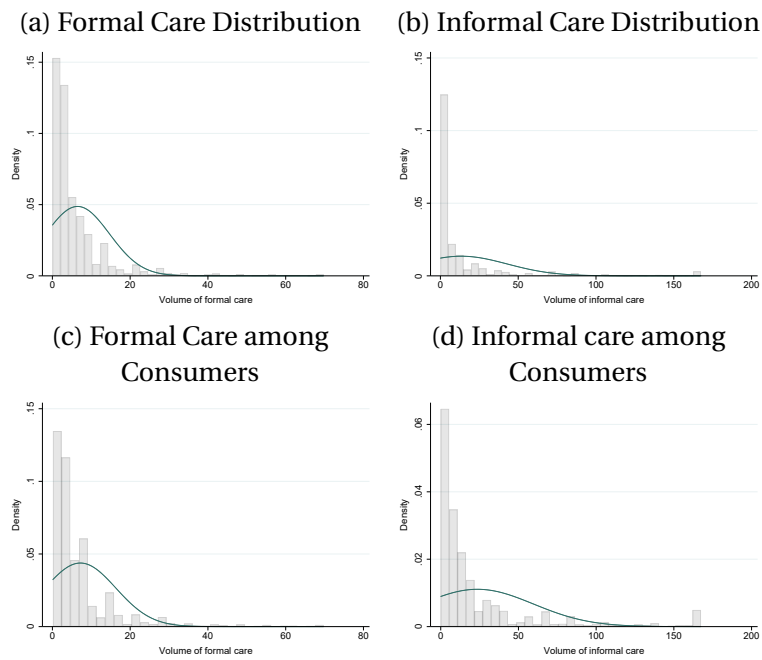 (a) Formal Care Distribution
.15
.1
.05
0
Density
0 20 40 60 80
Volume of formal care
(b) Informal Care Distribution
.15
.1
.05
0
Density
0 50 100 150 200
Volume of informal care
(c) Formal Care among
Consumers
.15
.1
.05
0
Density
0 20 40 60 80
Volume of formal care
(d) Informal care among
Consumers
.06
.04
.02
0
Density
0 50 100 150 200
Volume of informal care